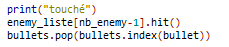 print("touché")
enemy_liste[nb_enemy-1].hit()
bullets.pop(bullets.index(bullet))